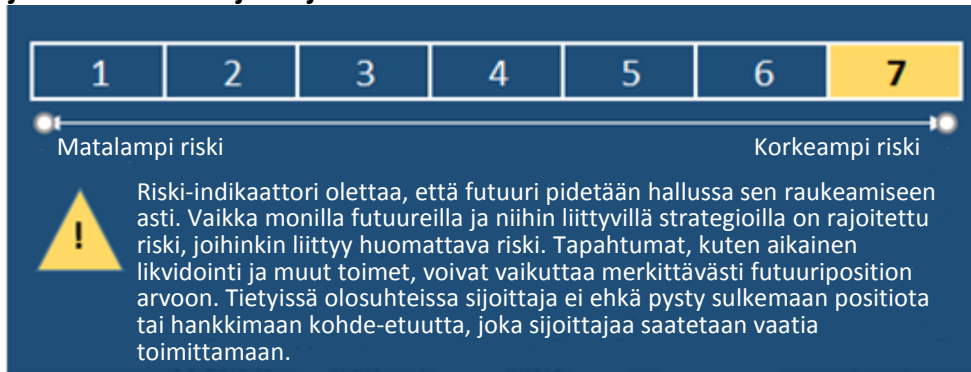 1 2 3 4 5 6 7
Matalampi riski Korkeampi riski
Riski-indikaattori olettaa, että futuuri pidetään hallussa sen raukeamiseen
asti. Vaikka monilla futuureilla ja niihin liittyvillä strategioilla on rajoitettu
riski, joihinkin liittyy huomattava riski. Tapahtumat, kuten aikainen
! likvidointi ja muut toimet, voivat vaikuttaa merkittävästi futuuriposition
arvoon. Tietyissä olosuhteissa sijoittaja ei ehkä pysty sulkemaan positiota
tai hankkimaan kohde-etuutta, joka sijoittajaa saatetaan vaatia
toimittamaan.